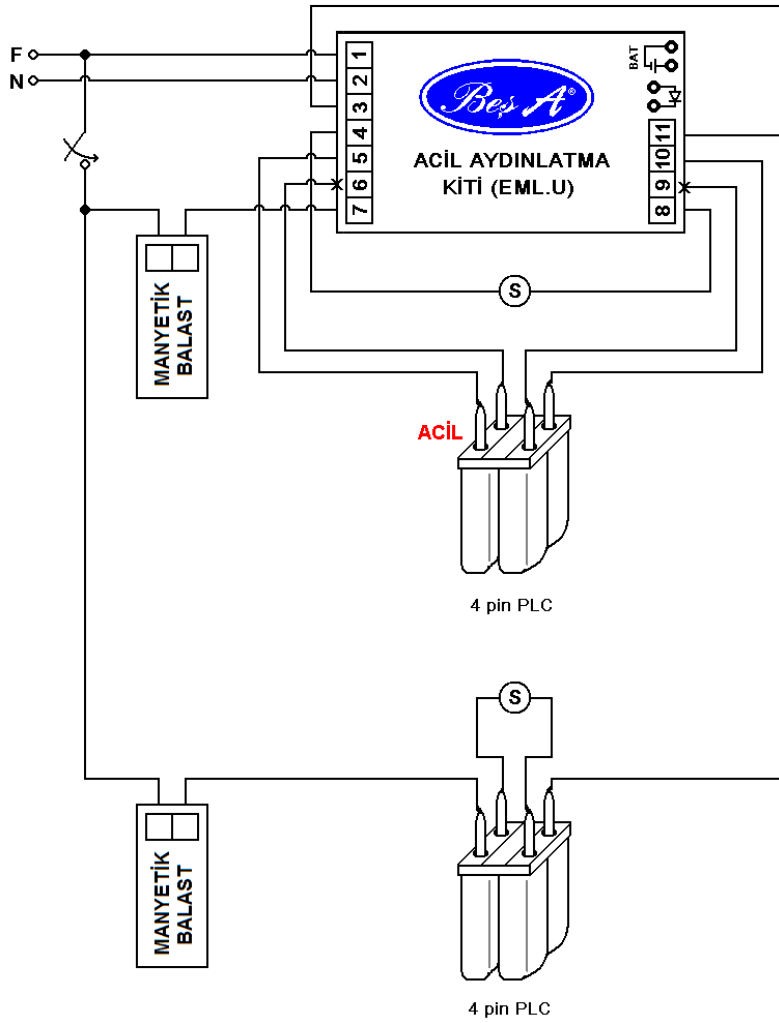 F
N
1
2
3
4
5
6
7
Beş A®
ACİL AYDINLATMA
KİTİ (EML.U)
BAT
11
10
9
8
MANYETİK
BALAST
S
ACİL
4 pin PLC
S
MANYETİK
BALAST
4 pin PLC